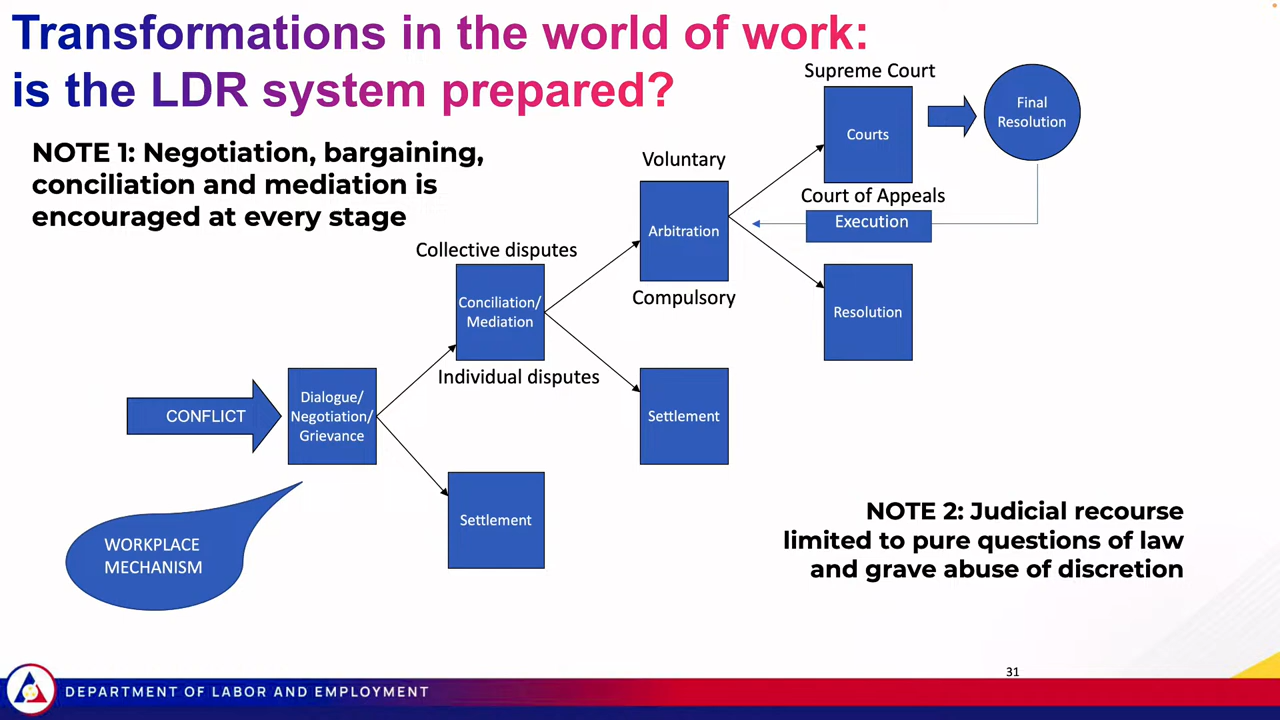 Transformations in the world of work:
is the LDR system prepared?
NOTE 1: Negotiation, bargaining,
conciliation and mediation is
encouraged at every stage
Supreme Court
Courts
Court of Appeals
Final
Resolution
Execution
Voluntary
Arbitration
Compulsory
Resolution
Collective disputes
Conciliation/
Mediation
Individual disputes
Settlement
CONFLICT
Dialogue/
Negotiation/
Grievance
Settlement
WORKPLACE
MECHANISM
NOTE 2: Judicial recourse
limited to pure questions of law
and grave abuse of discretion
31
DEPARTMENT OF LABOR AND EMPLOYMENT